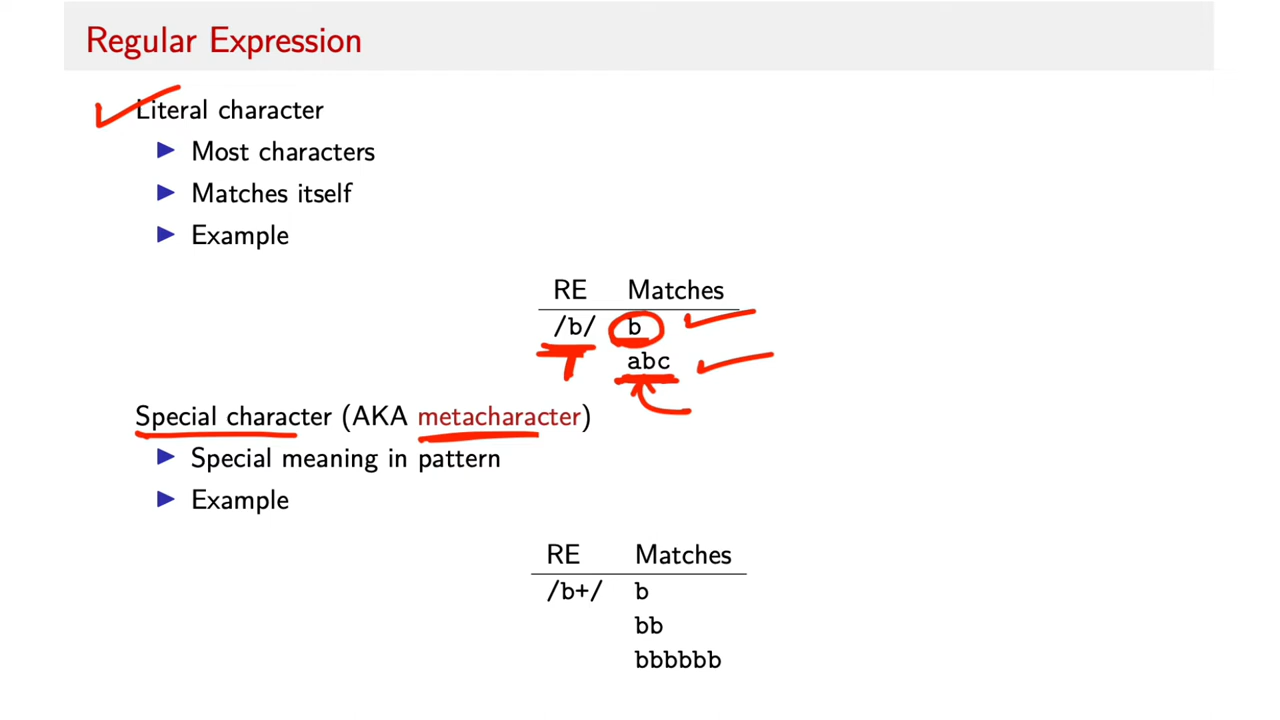 Regular Expression
Literal character
▶ Most characters
▶ Matches itself
▶ Example
RE Matches
/b/ b
abc
Special character (AKA metacharacter)
▶ Special meaning in pattern
▶ Example
RE Matches
/b+/ b
bb
bbbbbb